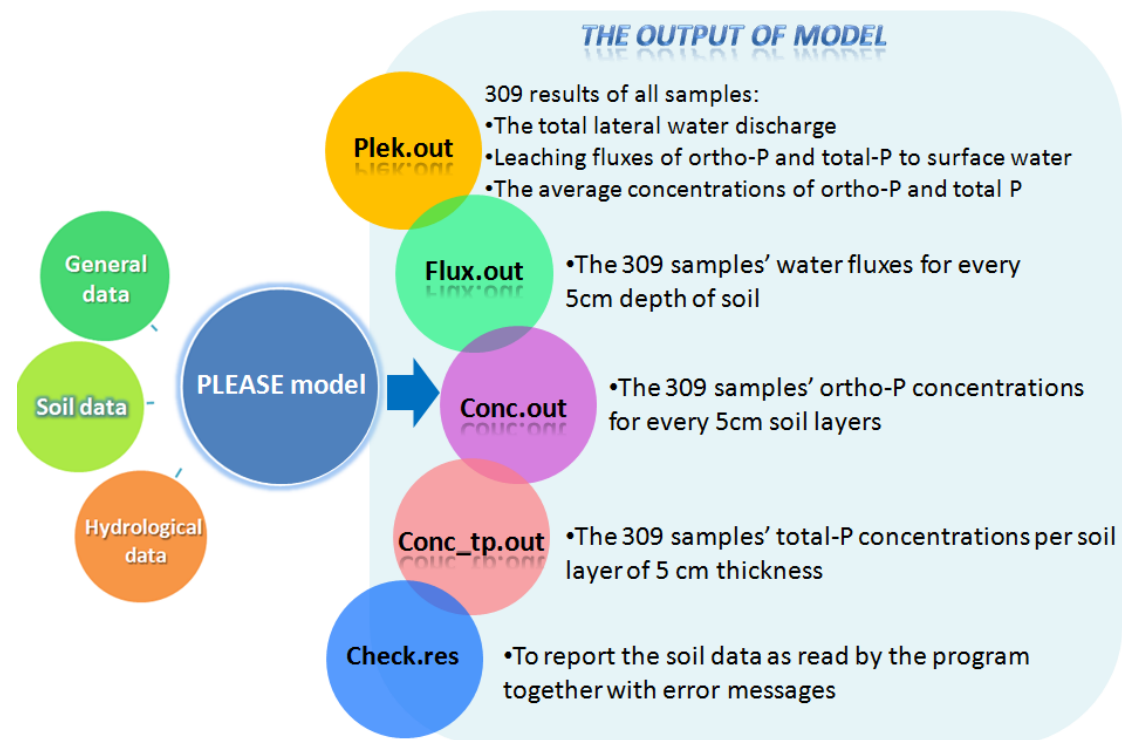 THE OUTPUT OF MODEL
General
data
Soil data
Hydrological
data
PLEASE model
Plek.out
309 results of all samples:
•The total lateral water discharge
•Leaching fluxes of ortho-P and total-P to surface water
•The average concentrations of ortho-P and total P
Flux.out
•The 309 samples’ water fluxes for every
5cm depth of soil
Conc.out
•The 309 samples’ ortho-P concentrations
for every 5cm soil layers
Conc_tp.out
•The 309 samples’ total-P concentrations per soil
layer of 5 cm thickness
Check.res
•To report the soil data as read by the program
together with error messages